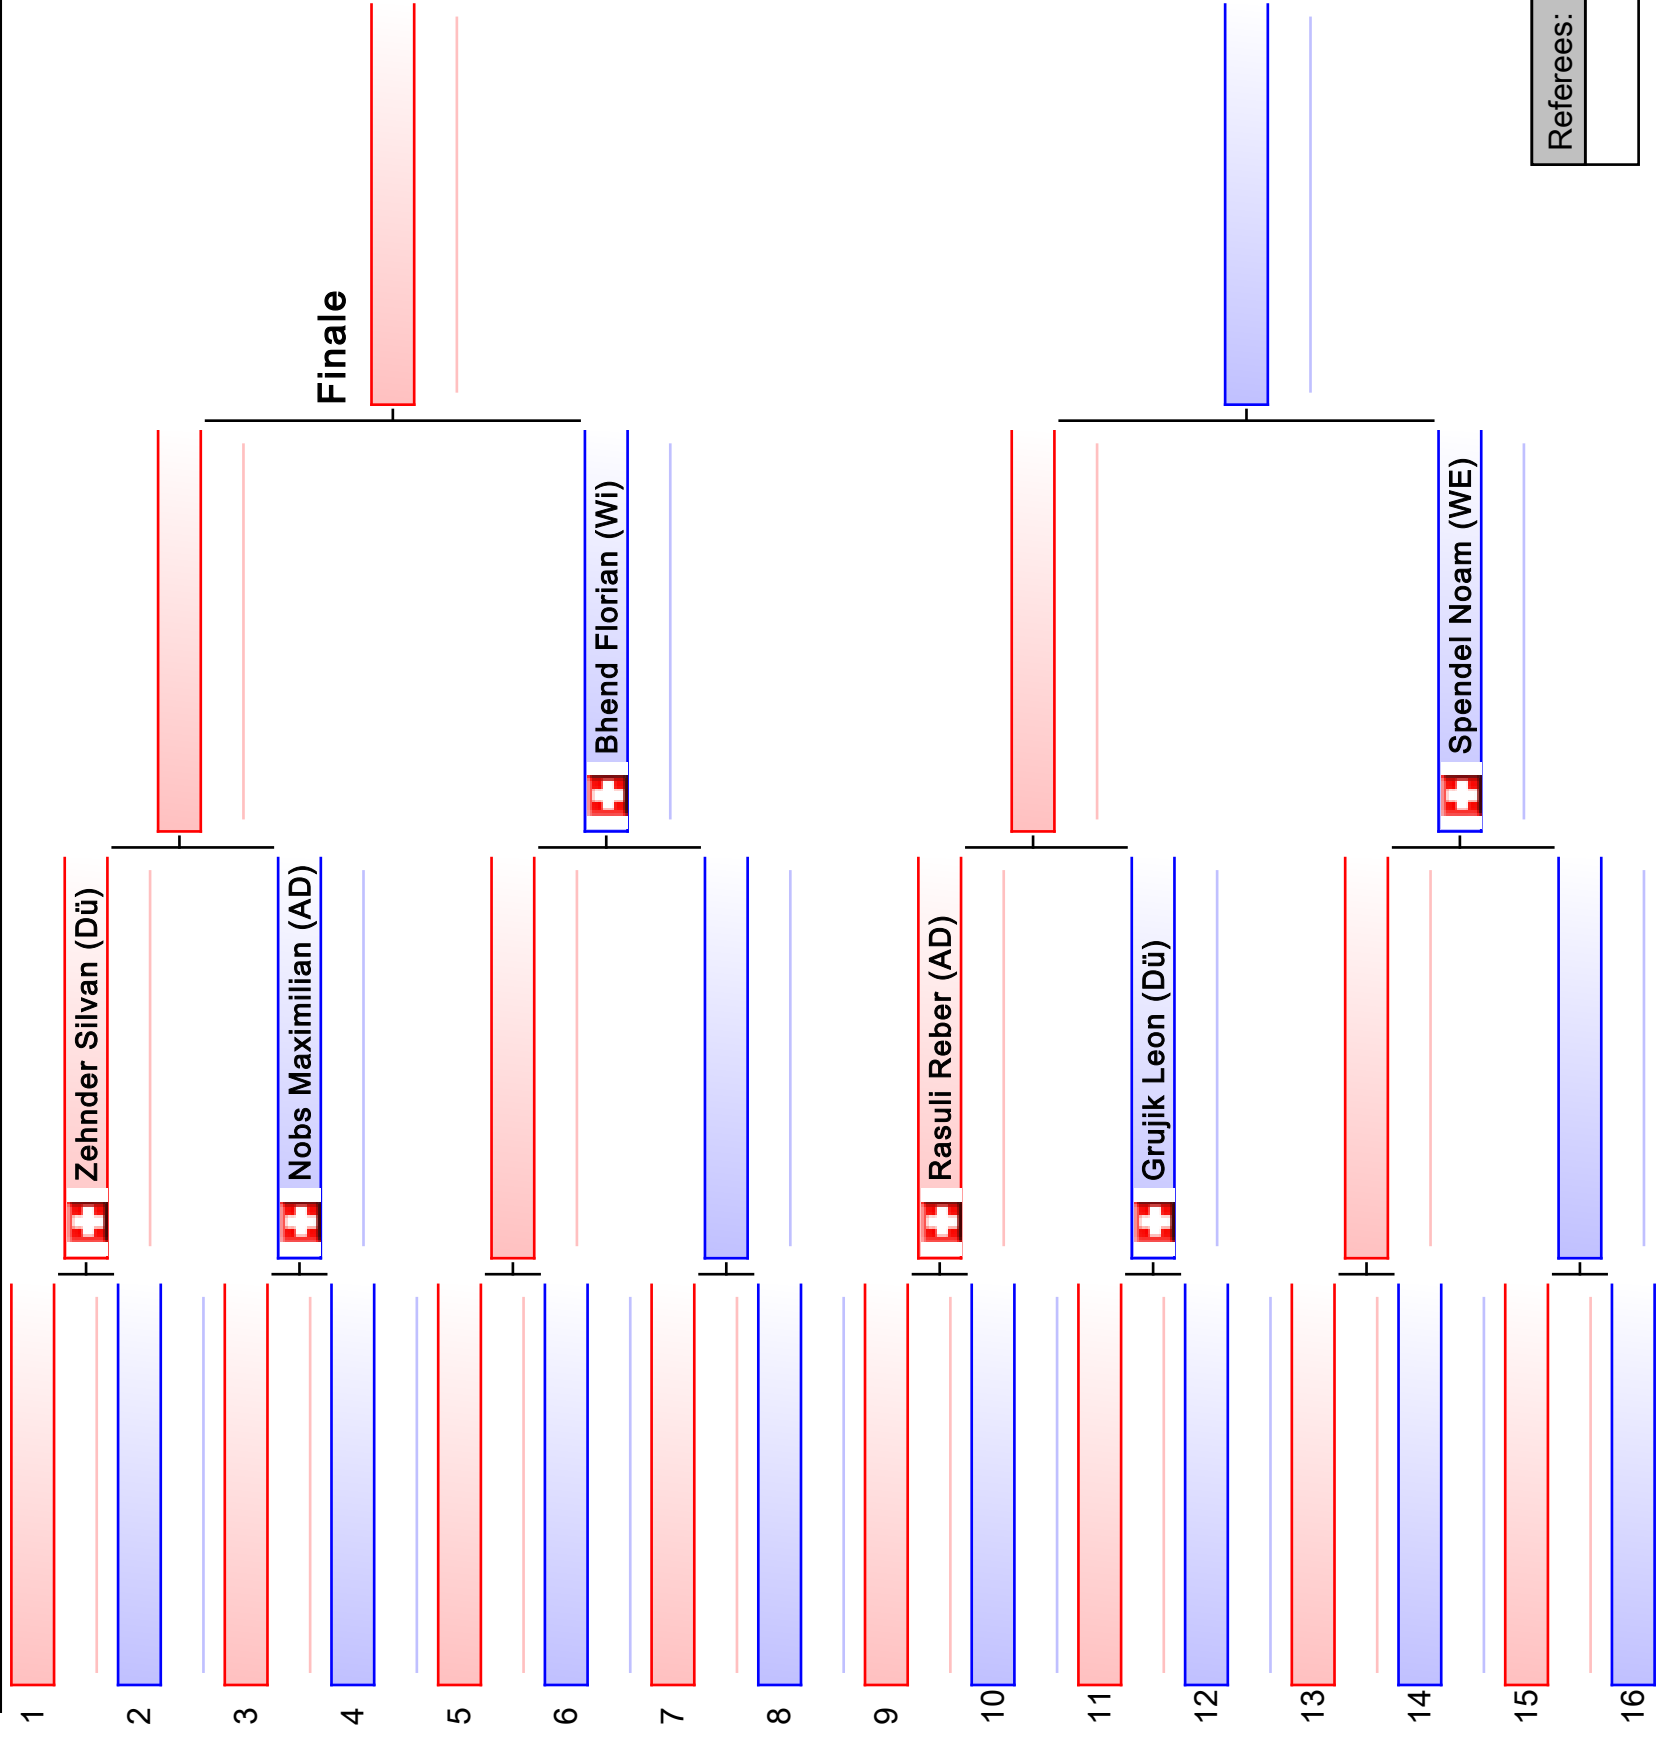 1
Zehnder Silvan (Dü)
2
3
Nobs Maximilian (AD)
4
Finale
5
Bhend Florian (Wi)
6
7
8
9
Rasuli Reber (AD)
10
11
Grujik Leon (Dü)
12
13
Spendel Noam (WE)
14
15
Referees:
16